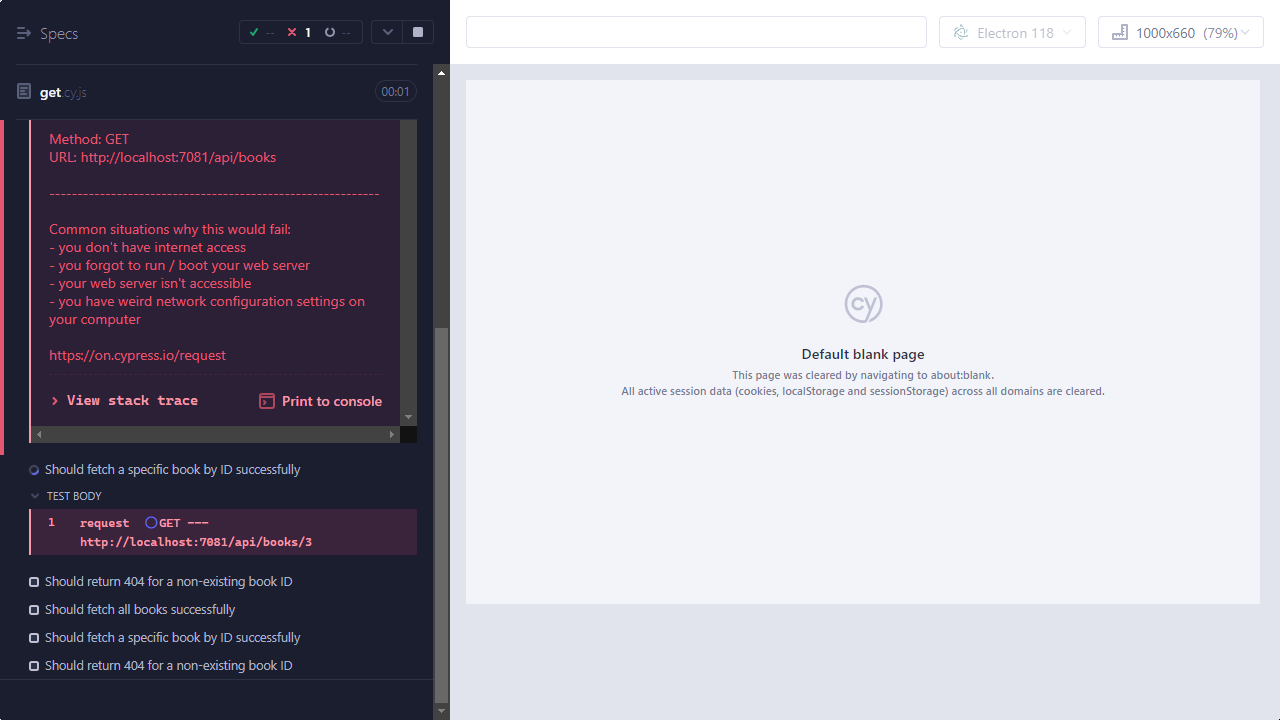 Specs
-- 1 --
Electron 118
1000x660 (79%)
get.cy.js
00:01
Method: GET
URL: http://localhost:7081/api/books
------------------------------------------------------------
Common situations why this would fail:
- you don't have internet access
- you forgot to run / boot your web server
- your web server isn't accessible
- you have weird network configuration settings on
your computer
https://on.cypress.io/request
View stack trace
Print to console
Should fetch a specific book by ID successfully
TEST BODY
1 request GET ---
http://localhost:7081/api/books/3
Should return 404 for a non-existing book ID
Should fetch all books successfully
Should fetch a specific book by ID successfully
Should return 404 for a non-existing book ID
cy
Default blank page
This page was cleared by navigating to about:blank.
All active session data (cookies, localStorage and sessionStorage) across all domains are cleared.